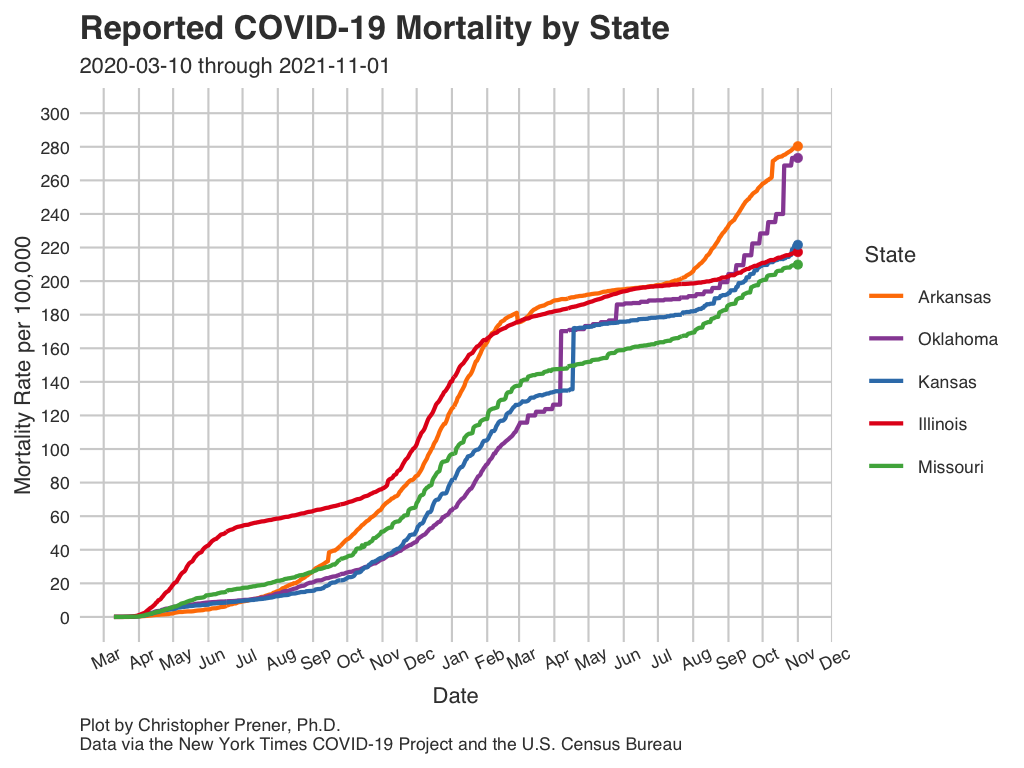 Reported COVID-19 Mortality by State
2020-03-10 through 2021-11-01
Mortality Rate per 100,000
300
280
260
240
220
200
180
160
140
120
100
80
60
40
20
0
Mar Apr May Jun Jul Aug Sep Oct Nov Dec Jan Feb Mar Apr May Jun Jul Aug Sep Oct Nov Dec
Date
State
Arkansas
Oklahoma
Kansas
Illinois
Missouri
Plot by Christopher Prener, Ph.D.
Data via the New York Times COVID-19 Project and the U.S. Census Bureau